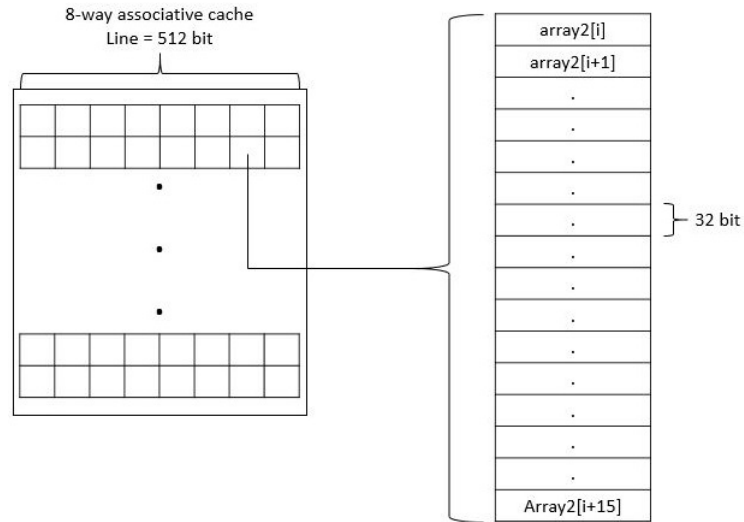 8-way associative cache
Line = 512 bit
array2[i]
array2[i+1]
.
.
.
.
.
.
.
.
.
.
.
.
.
Array2[i+15]
32 bit